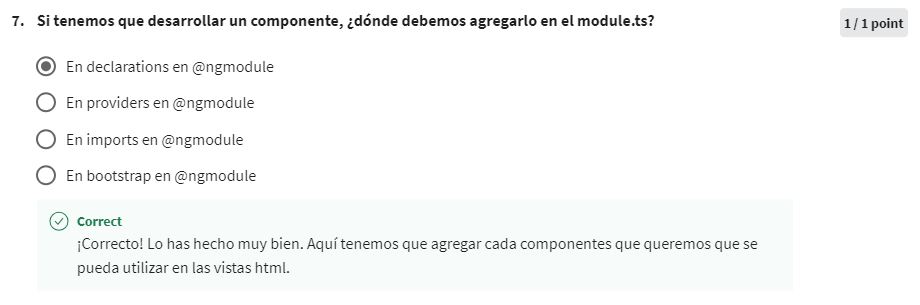 7. Si tenemos que desarrollar un componente, ¿dónde debemos agregarlo en el module.ts?
1 / 1 point
En declarations en @ngmodule
En providers en @ngmodule
En imports en @ngmodule
En bootstrap en @ngmodule
Correct
¡Correcto! Lo has hecho muy bien. Aquí tenemos que agregar cada componentes que queremos que se
pueda utilizar en las vistas html.